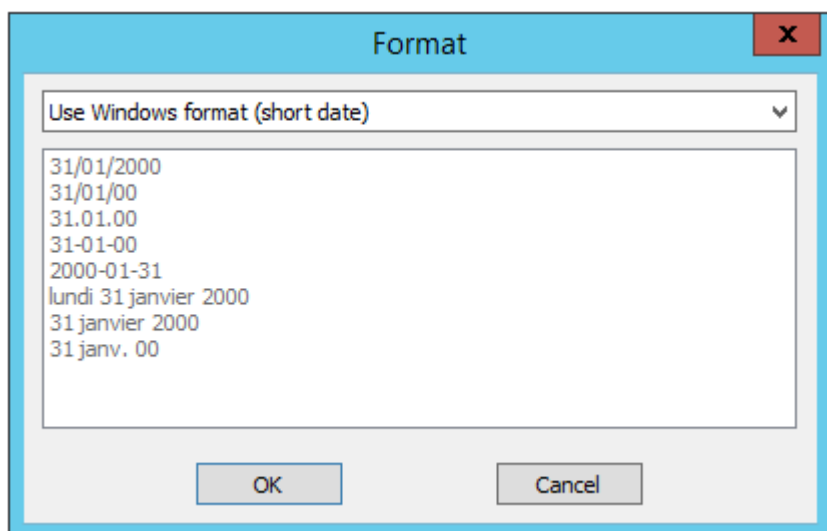 Format
x
Use Windows format (short date)
31/01/2000
31/01/00
31.01.00
31-01-00
2000-01-31
lundi 31 janvier 2000
31 janvier 2000
31 janv. 00
OK
Cancel